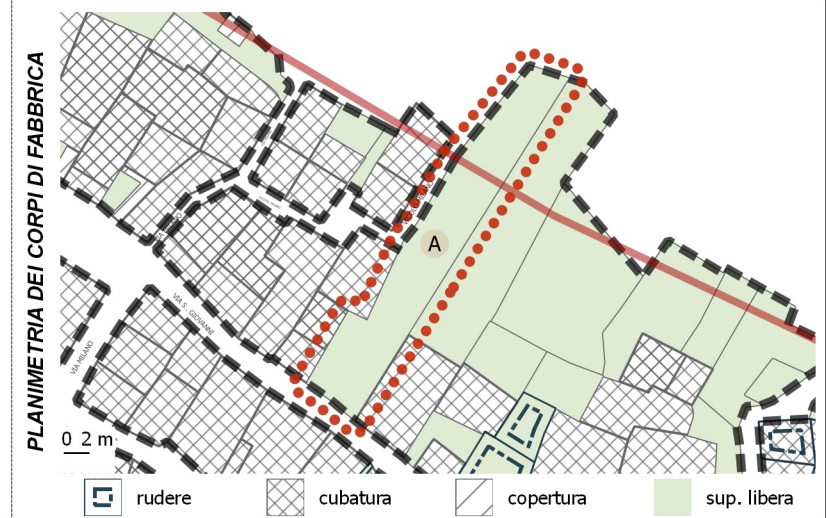 PLANIMETRIA DEI CORPI DI FABBRICA
A
VIA S. GIOVANNI
VIA MILANO
0 2 m
rudere
cubatura
copertura
sup. libera